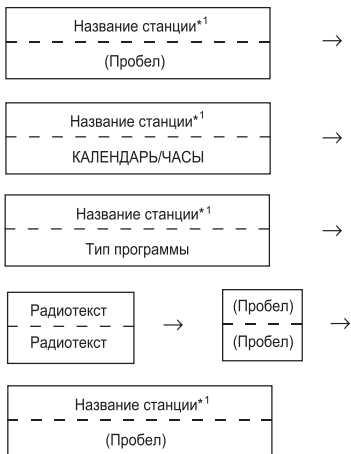 Название станции*1
(Пробел)
→
Название станции*1
КАЛЕНДАРЬ/ЧАСЫ
→
Название станции*1
Тип программы
→
Радиотекст
Радиотекст
→
(Пробел)
(Пробел)
→
Название станции*1
(Пробел)